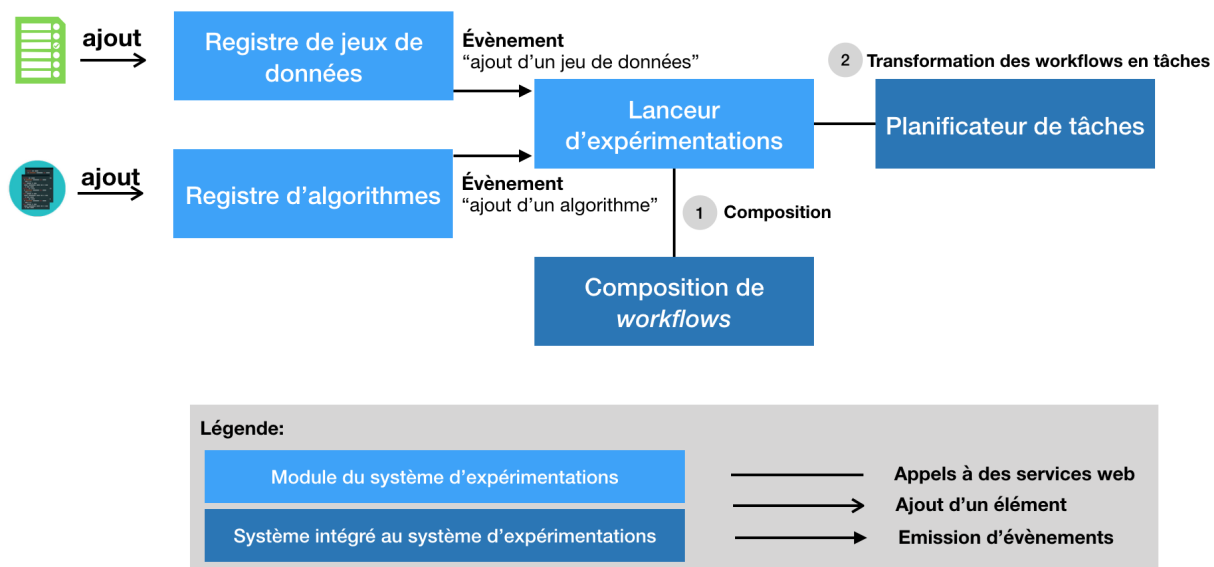 ajout
Registre de jeux de
données
Évènement
“ajout d’un jeu de données”
2
Transformation des workflows en tâches
Lanceur
d’expérimentations
Planificateur de tâches
ajout
Registre d’algorithmes
Évènement
“ajout d’un algorithme”
1
Composition
Composition de
workflows
Légende:
Module du système d’expérimentations
Système intégré au système d’expérimentations
Appels à des services web
Ajout d’un élément
Emission d’évènements